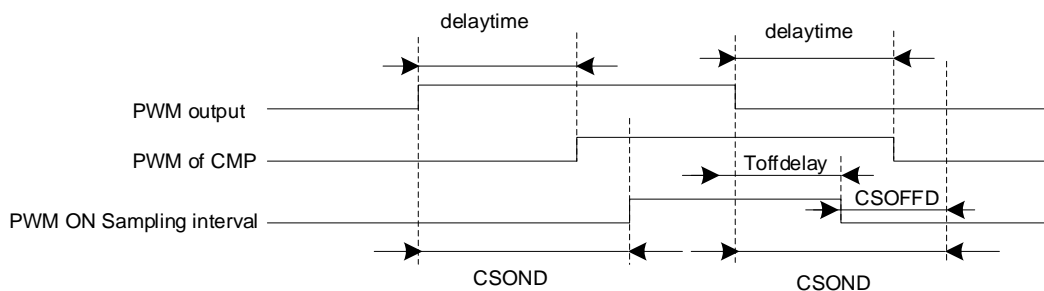 delaytime
delaytime
PWM output
PWM of CMP
Toffdelay
CSOFFD
PWM ON Sampling interval
CSOND
CSOND